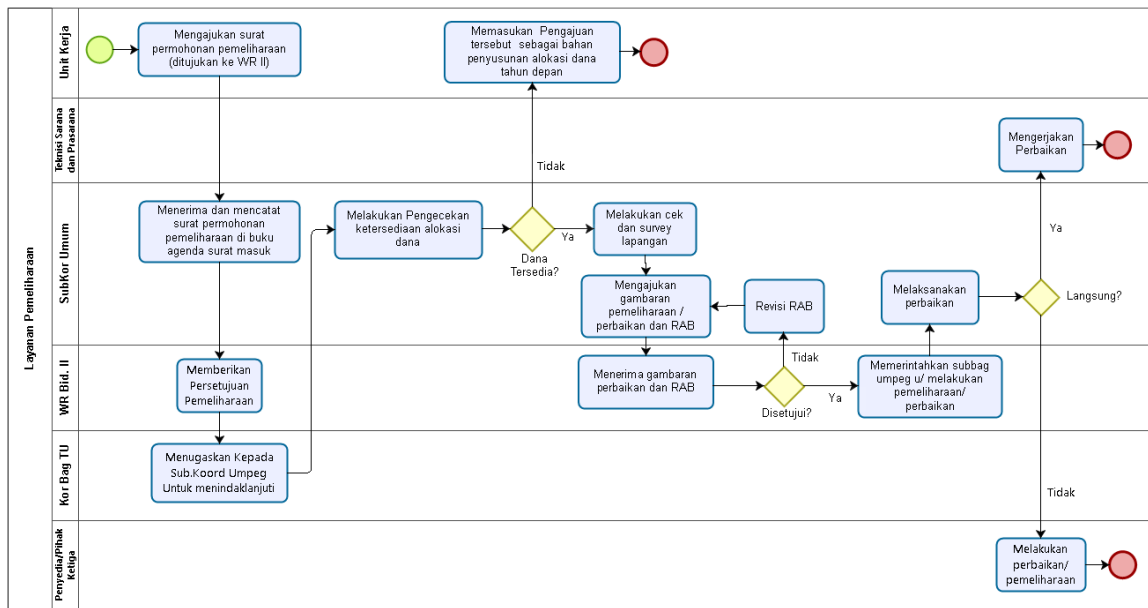 Layanan Pemeliharaan
Unit Kerja
Mengajukan surat
permohonan pemeliharaan
(ditujukan ke WR II)
Memasukan Pengajuan
tersebut sebagai bahan
penyusunan alokasi dana
tahun depan
Teknisi Sarana
dan Prasarana
Tidak
Mengerjakan
Perbaikan
SubKor Umum
Menerima dan mencatat
surat permohonan
pemeliharaan di buku
agenda surat masuk
Melakukan Pengecekan
ketersediaan alokasi
dana
Dana
Tersedia?
Ya
Melakukan cek
dan survey
lapangan
Mengajukan
gambaran
pemeliharaan /
perbaikan dan RAB
Revisi RAB
Melaksanakan
perbaikan
Ya
Langsung?
WR Bid. II
Memberikan
Persetujuan
Pemeliharaan
Menerima gambaran
perbaikan dan RAB
Tidak
Disetujui?
Ya
Memerintahkan subbag
umpeg u/ melakukan
pemeliharaan/
perbaikan
Kor Bag TU
Menugaskan Kepada
Sub.Koord Umpeg
Untuk menindaklanjuti
Tidak
Penyedia/Pihak
Ketiga
Melakukan
perbaikan/
pemeliharaan